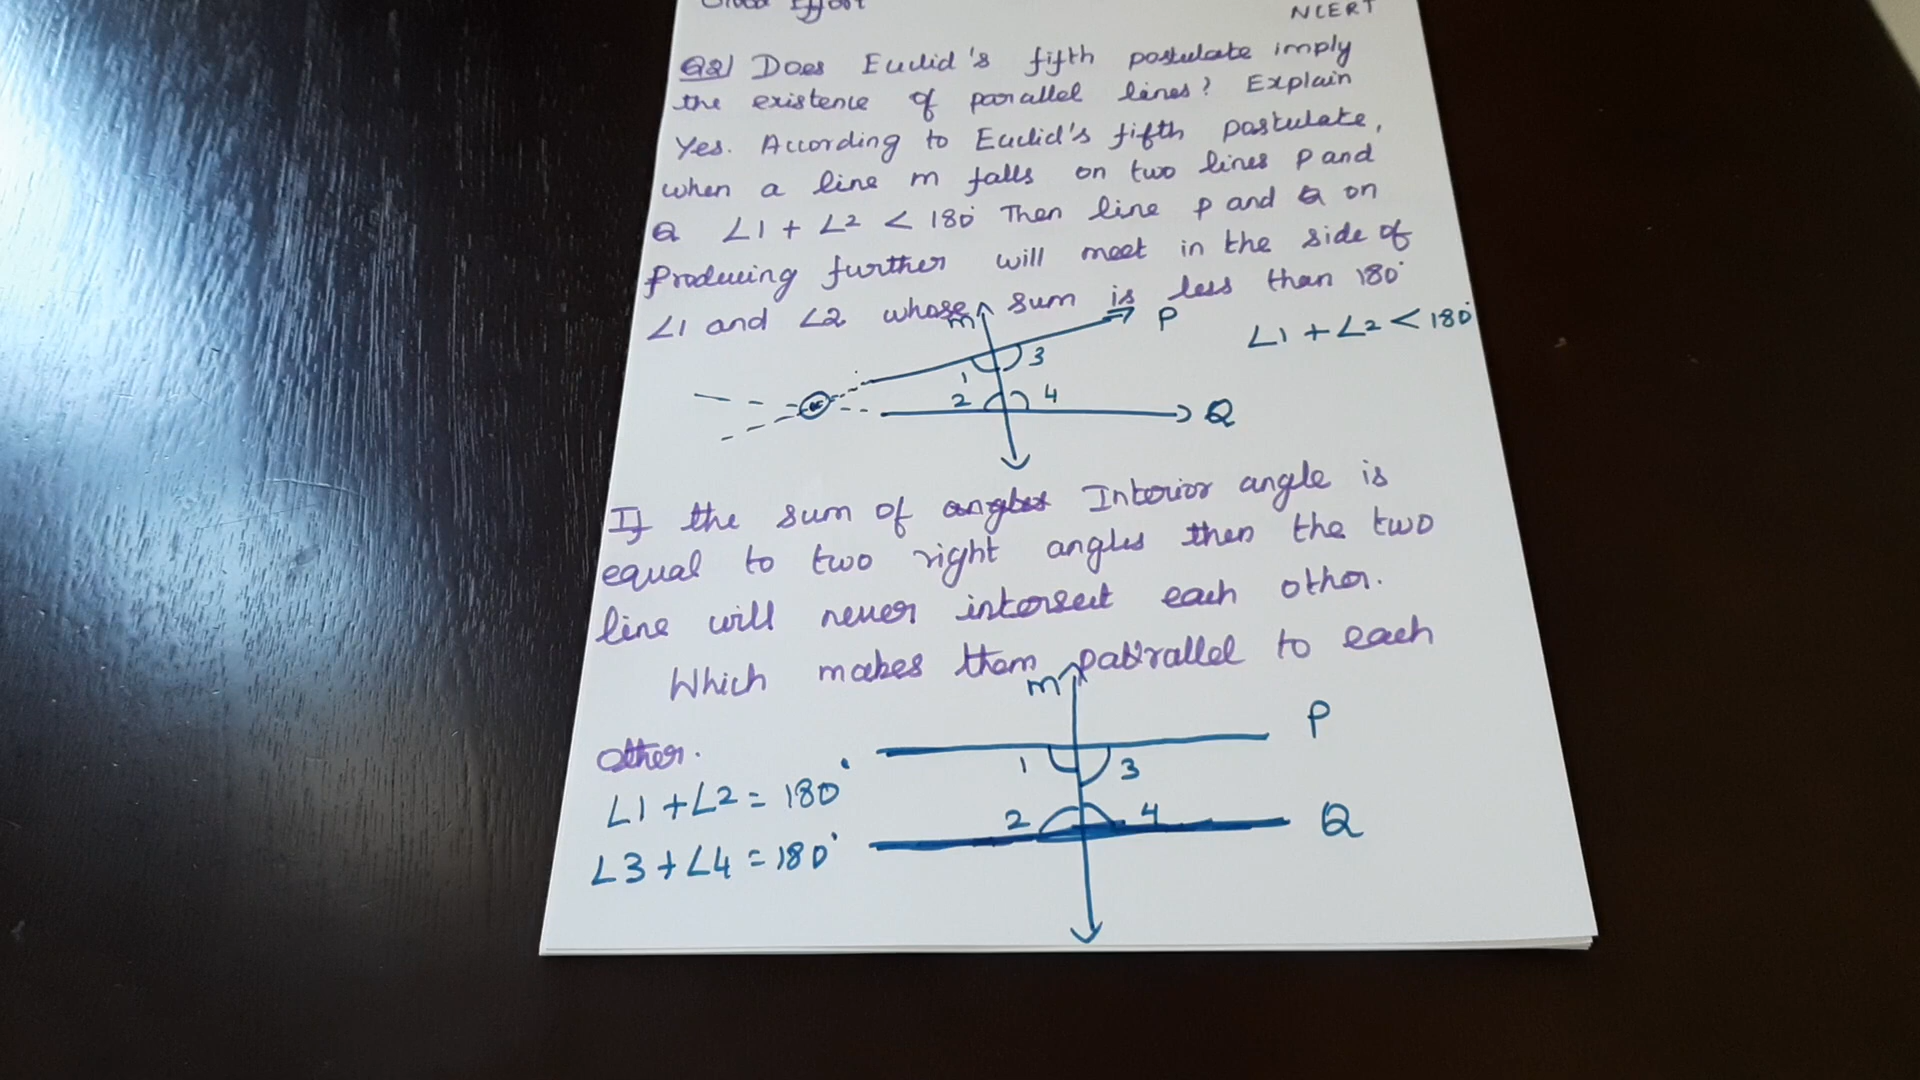 NCERT
Q2) Does Euclid's fifth postulate imply
the existence of parallel lines? Explain
Yes. According to Euclid's fifth postulate,
when a line m falls on two lines P and
Q ∠1 + ∠2 < 180° Then line P and Q on
Producing further will meet in the side of
∠1 and ∠2 whose sum is less than 180°
m
P
∠1 + ∠2 < 180°
1
3
2
4
Q
If the sum of Interior angle is
equal to two right angles then the two
line will never intersect each other.
Which makes them parallel to each
m
P
other.
1
3
∠1 + ∠2 = 180°
2
4
Q
∠3 + ∠4 = 180°